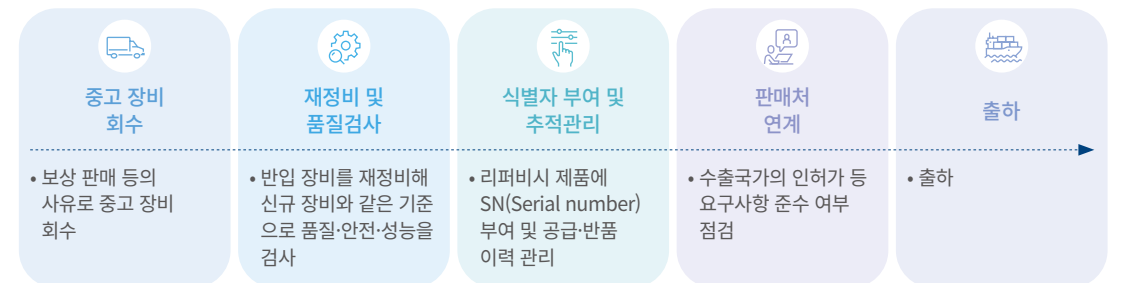 중고 장비
회수
재정비 및
품질검사
식별자 부여 및
추적관리
판매처
연계
출하
• 보상 판매 등의
사유로 중고 장비
회수
• 반입 장비를 재정비해
신규 장비와 같은 기준
으로 품질·안전·성능을
검사
• 리퍼비시 제품에
SN(Serial number)
부여 및 공급·반품
이력 관리
• 수출국가의 인허가 등
요구사항 준수 여부
점검
• 출하